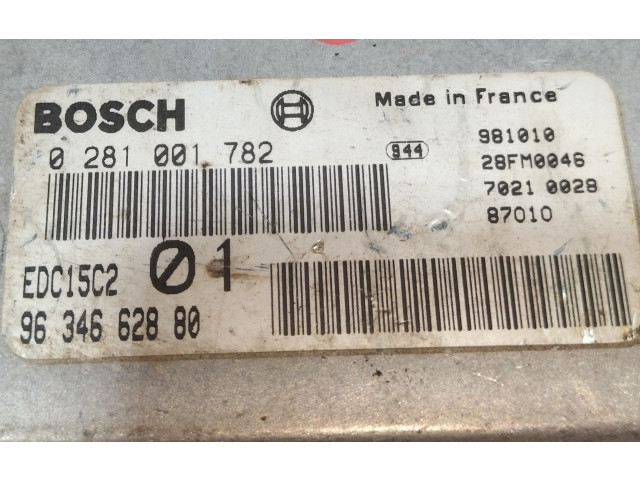 BOSCH
Made in France
0 281 001 782
944
981010
28FM0046
7021 0028
87010
EDC15C2
01
96 346 628 80